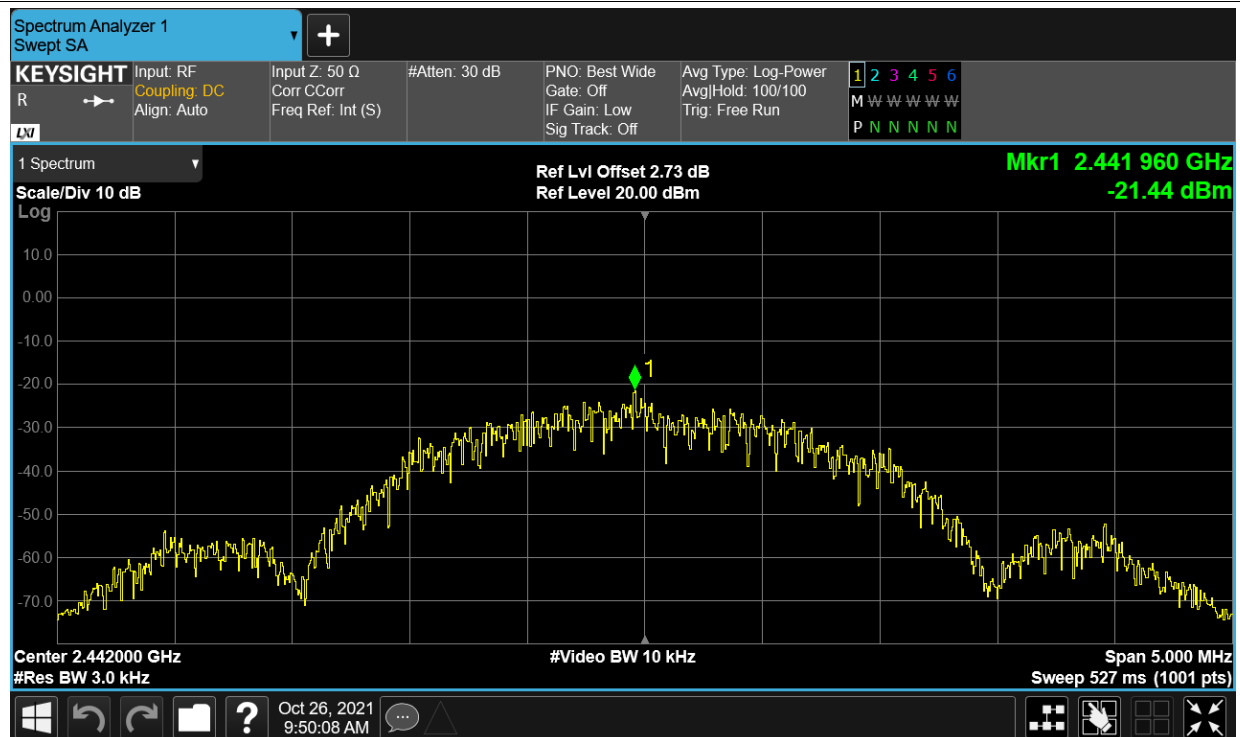 Spectrum Analyzer 1
Swept SA
+
KEYSIGHT
R
LXI
Input: RF
Coupling: DC
Align: Auto
Input Z: 50 Ω
Corr CCorr
Freq Ref: Int (S)
#Atten: 30 dB
PNO: Best Wide
Gate: Off
IF Gain: Low
Sig Track: Off
Avg Type: Log-Power
Avg|Hold: 100/100
Trig: Free Run
1 2 3 4 5 6
M W W W W W
P N N N N N
1 Spectrum
Scale/Div 10 dB
Ref Lvl Offset 2.73 dB
Ref Level 20.00 dBm
Mkr1 2.441 960 GHz
-21.44 dBm
Log
10.0
0.00
-10.0
-20.0
-30.0
-40.0
-50.0
-60.0
-70.0
1
Center 2.442000 GHz
#Res BW 3.0 kHz
#Video BW 10 kHz
Span 5.000 MHz
Sweep 527 ms (1001 pts)
?
Oct 26, 2021
9:50:08 AM